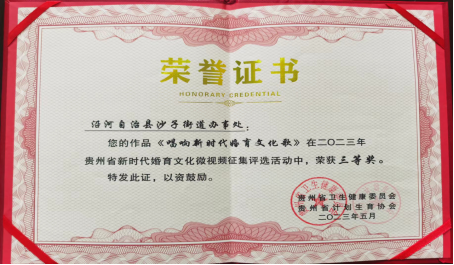 荣誉证书
HONORARY CREDENTIAL
沿河自治县沙子街道办事处：
您的作品《唱响新时代婚育文化歌》在二〇二三年
贵州省新时代婚育文化微视频征集评选活动中，荣获三等奖。
特发此证，以资鼓励。
贵州省卫生健康委员会
贵州省计划生育协会
二〇二三年五月